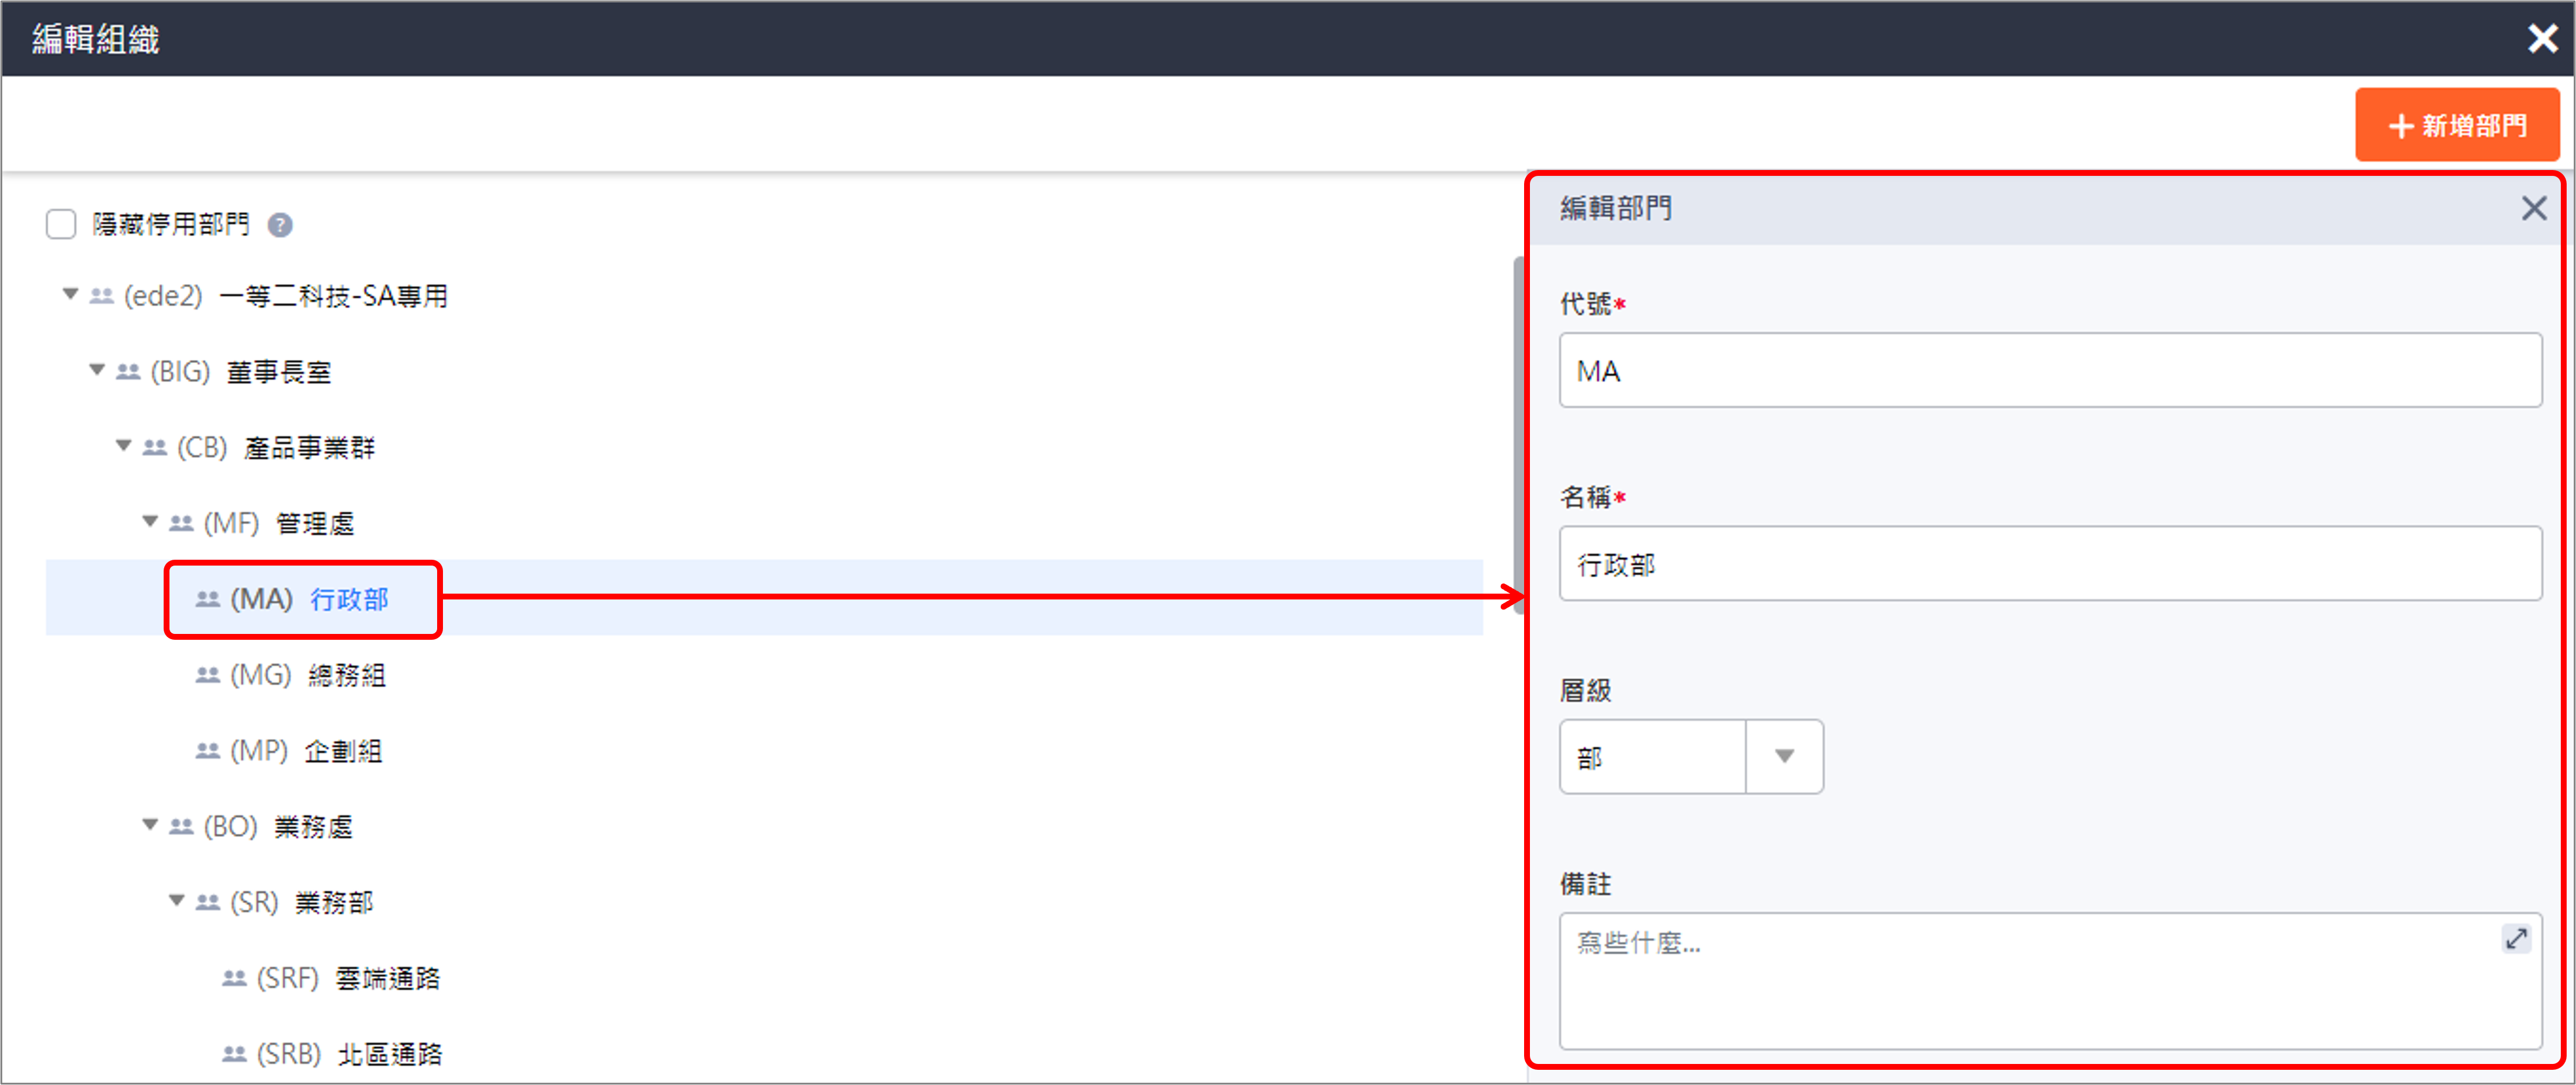 編輯組織
新增部門
隱藏停用部門 ?
(ede2) 一等二科技-SA專用
(BIG) 董事長室
(CB) 產品事業群
(MF) 管理處
(MA) 行政部
(MG) 總務組
(MP) 企劃組
(BO) 業務處
(SR) 業務部
(SRF) 雲端通路
(SRB) 北區通路
編輯部門
代號*
MA
名稱*
行政部
層級
部
備註
寫些什麼...